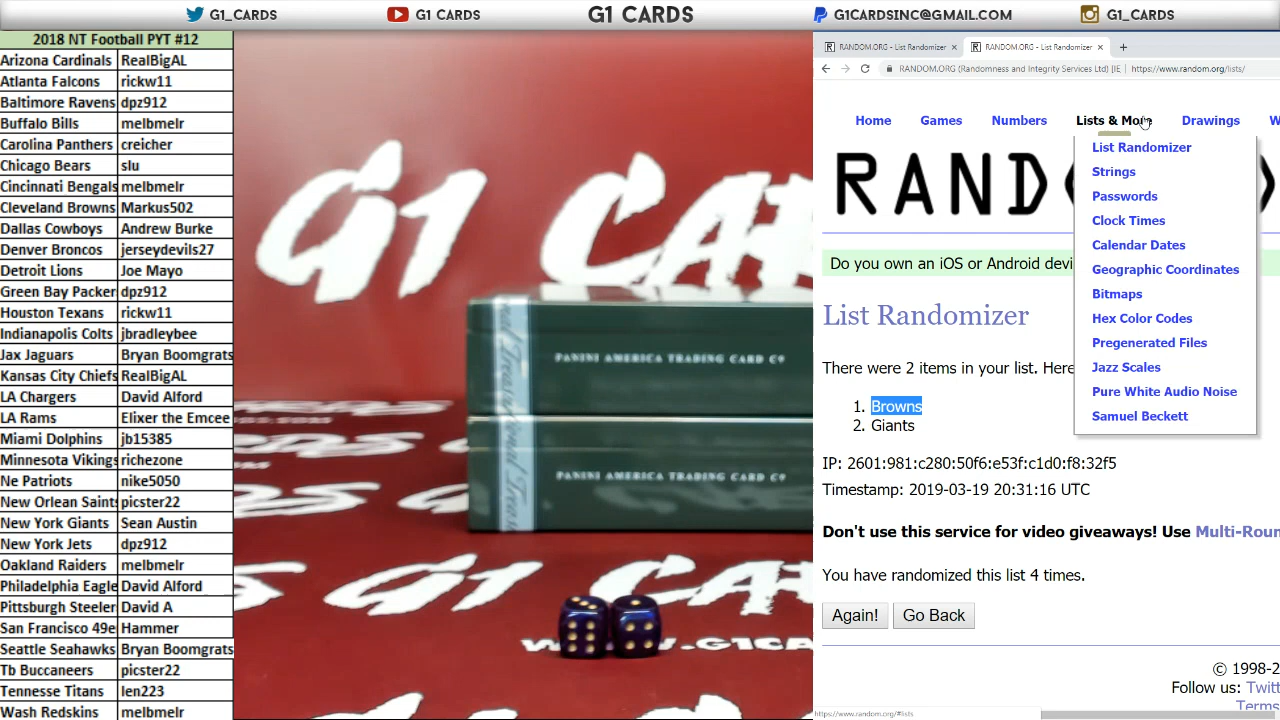 G1_CARDS
G1 CARDS
G1 CARDS
G1CARDSINC@GMAIL.COM
G1_CARDS
2018 NT Football PYT #12
Arizona Cardinals RealBigAL
Atlanta Falcons rickw11
Baltimore Ravens dpz912
Buffalo Bills melbmelr
Carolina Panthers creicher
Chicago Bears slu
Cincinnati Bengals melbmelr
Cleveland Browns Markus502
Dallas Cowboys Andrew Burke
Denver Broncos jerseydevils27
Detroit Lions Joe Mayo
Green Bay Packer dpz912
Houston Texans rickw11
Indianapolis Colts jbradleybee
Jax Jaguars Bryan Boomgrats
Kansas City Chiefs RealBigAL
LA Chargers David Alford
LA Rams Elixer the Emcee
Miami Dolphins jb15385
Minnesota Vikings richezone
Ne Patriots nike5050
New Orlean Saints picster22
New York Giants Sean Austin
New York Jets dpz912
Oakland Raiders melbmelr
Philadelphia Eagle David Alford
Pittsburgh Steeler David A
San Francisco 49e Hammer
Seattle Seahawks Bryan Boomgrats
Tb Buccaneers picster22
Tennesse Titans len223
Wash Redskins melbmelr
G1 CA
PANINI AMERICA TRADING CARD CO
PANINI AMERICA TRADING CARD CO
G1 CA
RANDOM.ORG - List Randomizer
RANDOM.ORG - List Randomizer
RANDOM.ORG (Randomness and Integrity Services Ltd) [IE] https://www.random.org/lists/
Home Games Numbers Lists & More Drawings W
List Randomizer
Strings
Passwords
Clock Times
Calendar Dates
Geographic Coordinates
Bitmaps
Hex Color Codes
Pregenerated Files
Jazz Scales
Pure White Audio Noise
Samuel Beckett
RAND
Do you own an iOS or Android devi
List Randomizer
There were 2 items in your list. Here
1. Browns
2. Giants
IP: 2601:981:c280:50f6:e53f:c1d0:f8:32f5
Timestamp: 2019-03-19 20:31:16 UTC
Don't use this service for video giveaways! Use Multi-Roun
You have randomized this list 4 times.
Again! Go Back
© 1998-2
Follow us: Twitt
Terms
https://www.random.org/#lists